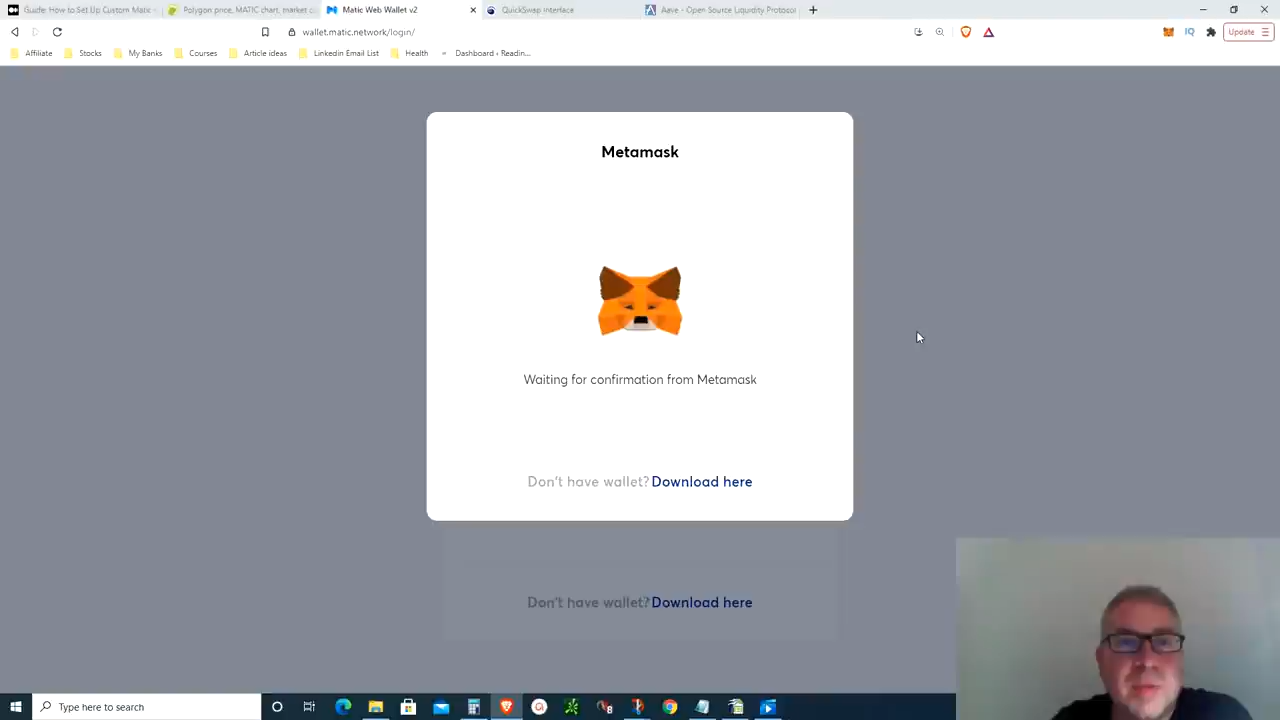 Guide: How to Set Up Custom Matic
Polygon price, MATIC chart, market c
Matic Web Wallet v2
QuickSwap Interface
Aave - Open Source Liquidity Protocol
wallet.matic.network/login/
IQ
Update
Affiliate
Stocks
My Banks
Courses
Article ideas
Linkedin Email List
Health
Dashboard ‹ Readin...
Metamask
Waiting for confirmation from Metamask
Don't have wallet? Download here
Don't have wallet? Download here
Type here to search